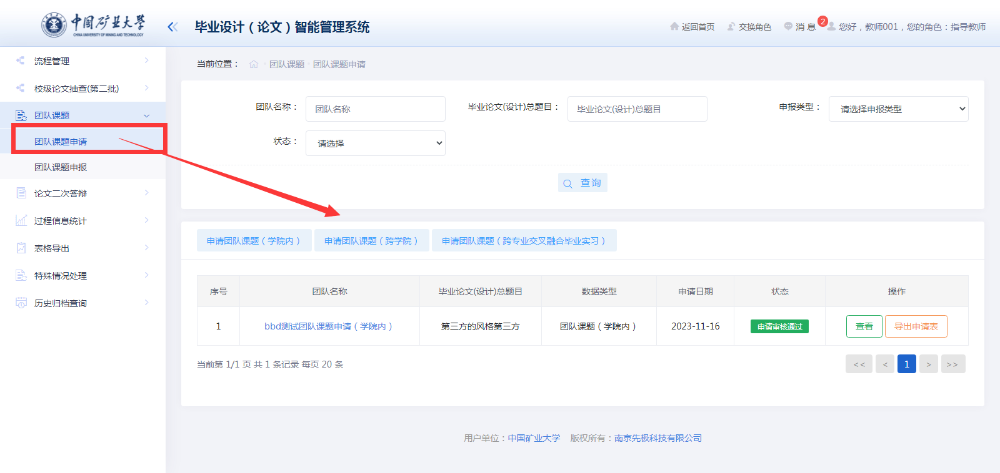 中国矿业大学
CHINA UNIVERSITY OF MINING AND TECHNOLOGY
毕业设计（论文）智能管理系统
返回首页 交换角色 消 息 2 您好，教师001，您的角色：指导教师
流程管理
校级论文抽查(第二批)
团队课题
团队课题申请
团队课题申报
论文二次答辩
过程信息统计
表格导出
特殊情况处理
历史归档查询
当前位置： 团队课题 团队课题申请
团队名称： 团队名称 毕业论文(设计)总题目： 毕业论文(设计)总题目 申报类型： 请选择申报类型
状态： 请选择
查询
申请团队课题（学院内） 申请团队课题（跨学院） 申请团队课题（跨专业交叉融合毕业实习）
序号 团队名称 毕业论文(设计)总题目 数据类型 申请日期 状态 操作
1 bbd测试团队课题申请（学院内） 第三方的风格第三方 团队课题（学院内） 2023-11-16 申请审核通过 查看 导出申请表
当前第 1/1 页 共 1 条记录 每页 20 条 << < 1 > >>
用户单位：中国矿业大学 版权所有：南京先极科技有限公司